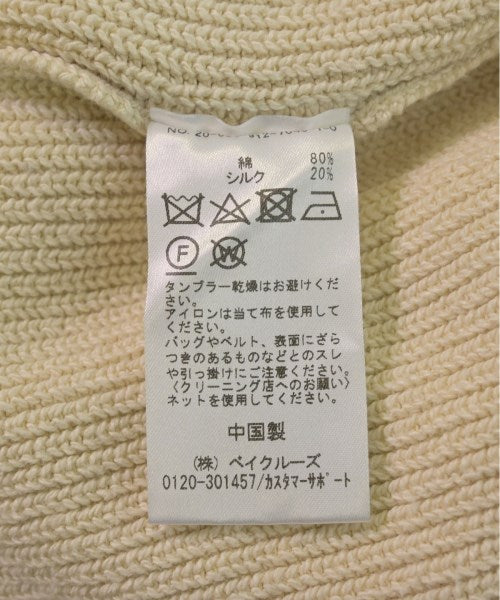 綿 80%
シルク 20%
F
W
タンブラー乾燥はお避けくだ
さい。
アイロンは当て布を使用して
ください。
バッグやベルト、表面にざら
つきのあるものなどとのスレ
や引っ掛けにご注意ください。
〈クリーニング店へのお願い〉
ネットを使用してください。
中国製
(株) ベイクルーズ
0120-301457/カスタマーサポート